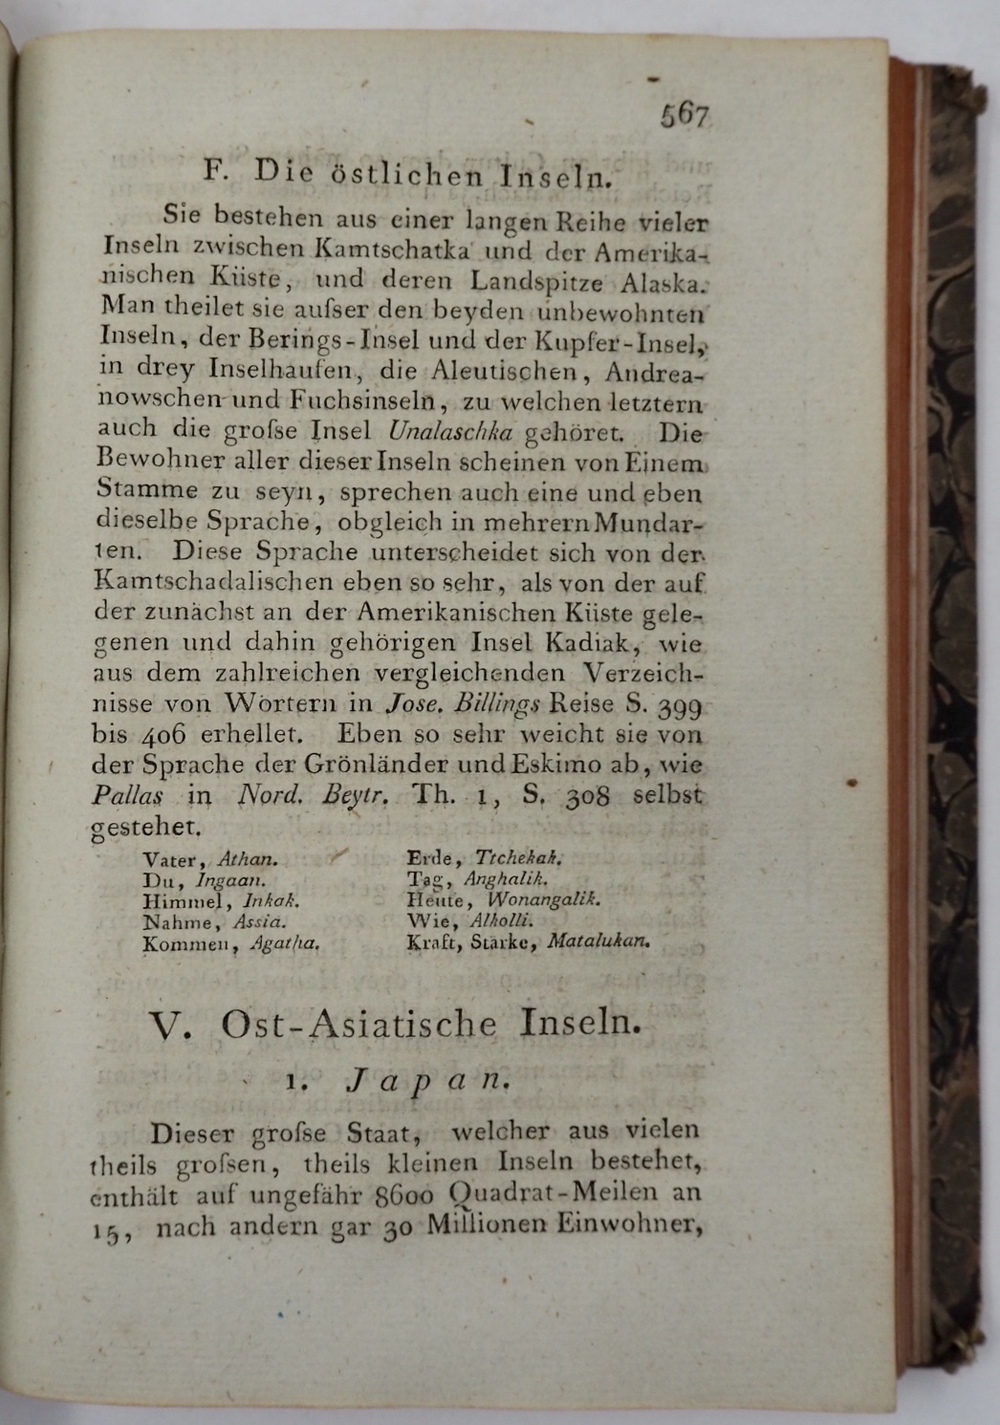 567
F. Die östlichen Inseln.
Sie bestehen aus einer langen Reihe vieler
Inseln zwischen Kamtschatka und der Amerika-
nischen Küste, und deren Landspitze Alaska.
Man theilet sie auſser den beyden unbewohnten
Inseln, der Berings-Insel und der Kupfer-Insel,
in drey Inselhaufen, die Aleutischen, Andrea-
nowschen und Fuchsinseln, zu welchen letztern
auch die groſse Insel Unalaschka gehöret. Die
Bewohner aller dieser Inseln scheinen von Einem
Stamme zu seyn, sprechen auch eine und eben
dieselbe Sprache, obgleich in mehrern Mundar-
ten. Diese Sprache unterscheidet sich von der
Kamtschadalischen eben so sehr, als von der auf
der zunächst an der Amerikanischen Küste gele-
genen und dahin gehörigen Insel Kadiak, wie
aus dem zahlreichen vergleichenden Verzeich-
nisse von Wörtern in Jose. Billings Reise S. 399
bis 406 erhellet. Eben so sehr weicht sie von
der Sprache der Grönländer und Eskimo ab, wie
Pallas in Nord. Beytr. Th. 1, S. 308 selbst
gestehet.
Vater, Athan.
Du, Ingaan.
Himmel, Inkak.
Nahme, Assia.
Kommen, Agatha.
Erde, Ttchekak.
Tag, Anghalik.
Heute, Wonangalik.
Wie, Alkolli.
Kraft, Stärke, Matalukan.
V. Ost-Asiatische Inseln.
1. Japan.
Dieser groſse Staat, welcher aus vielen
theils groſsen, theils kleinen Inseln bestehet,
enthält auf ungefähr 8600 Quadrat-Meilen an
15, nach andern gar 30 Millionen Einwohner,